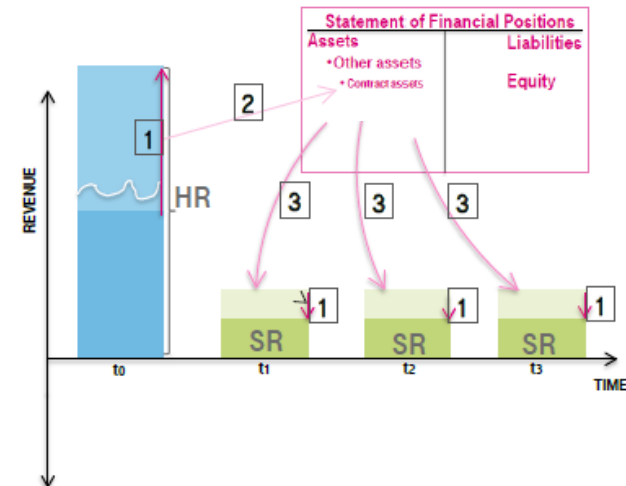 Statement of Financial Positions
Assets
Liabilities
•Other assets
• Contract assets
Equity
2
1
HR
REVENUE
3
3
3
1
1
1
SR
SR
SR
t0
t1
t2
t3
TIME